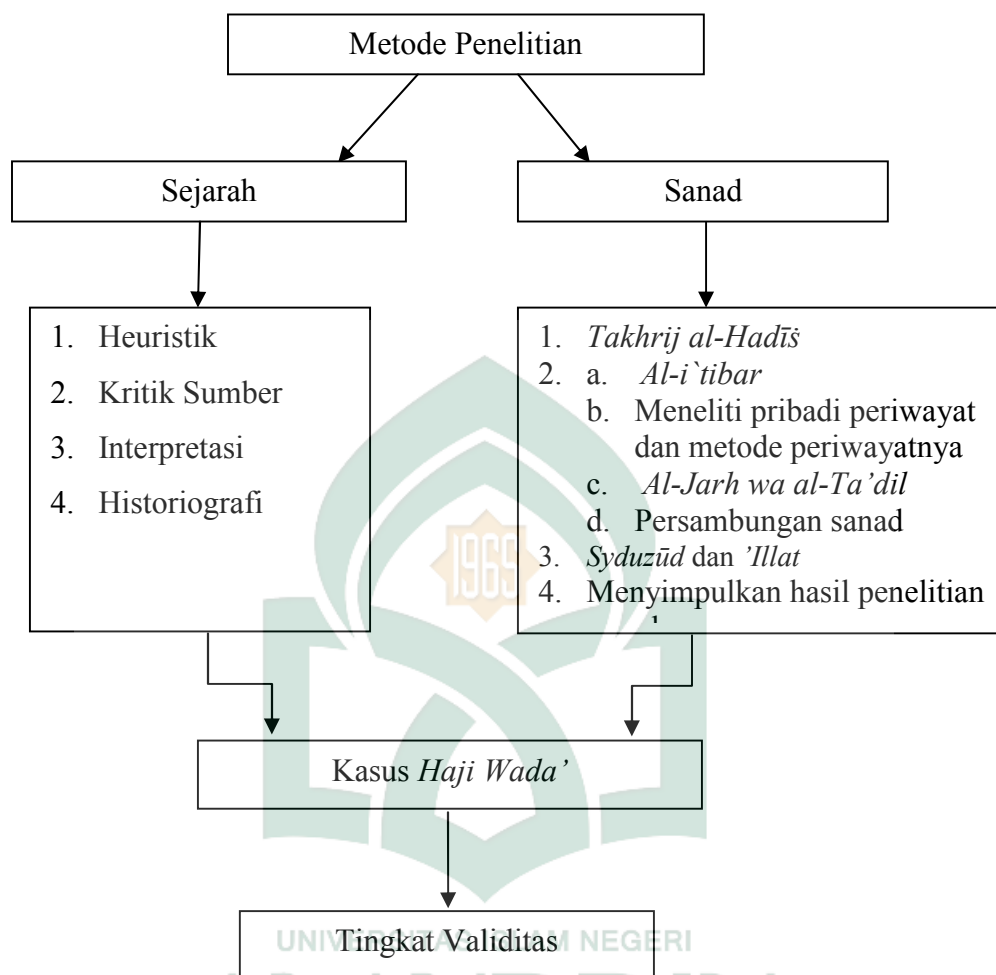 Metode Penelitian
Sejarah
Sanad
1. Heuristik
2. Kritik Sumber
3. Interpretasi
4. Historiografi
1. Takhrij al-Hadīṡ
2. a. Al-i`tibar
b. Meneliti pribadi periwayat
dan metode periwayatnya
c. Al-Jarh wa al-Ta’dil
d. Persambungan sanad
3. Syduzūd dan ’Illat
4. Menyimpulkan hasil penelitian
1965
Kasus Haji Wada’
Tingkat Validitas
UNIVERSITAS ISLAM NEGERI